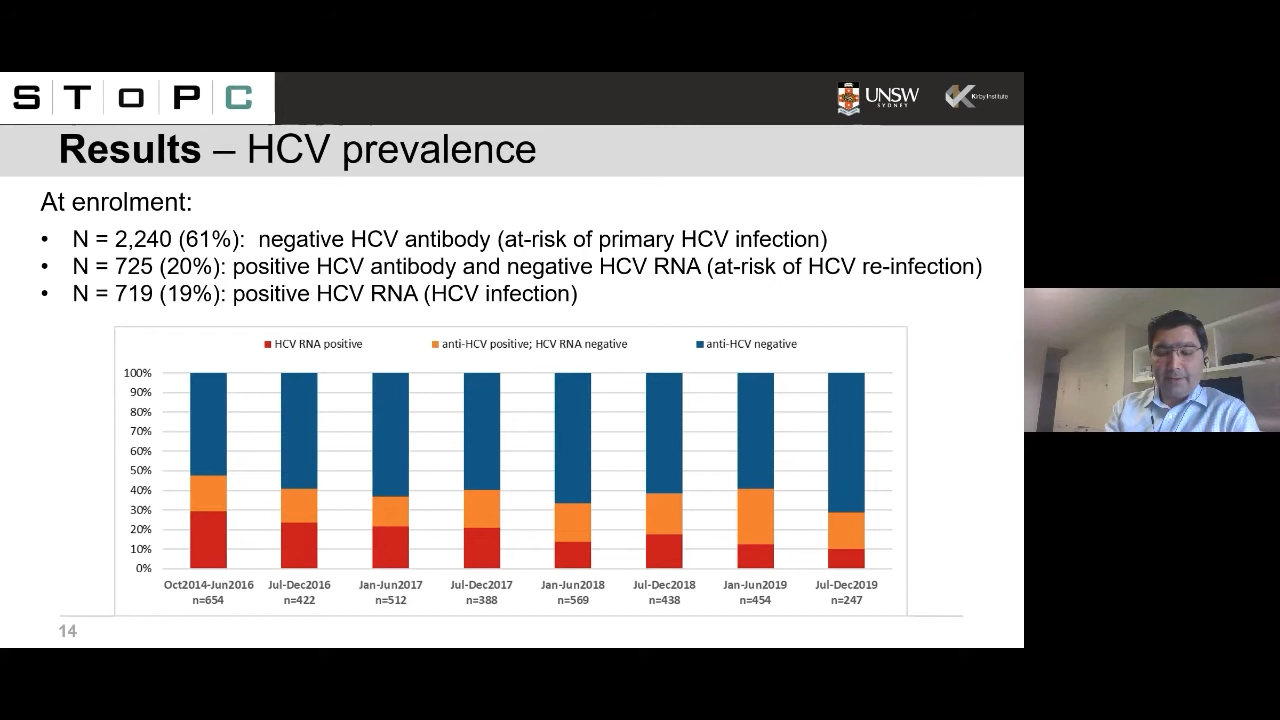 STOPC
UNSW
SYDNEY
Kirby Institute
Results – HCV prevalence
At enrolment:
• N = 2,240 (61%): negative HCV antibody (at-risk of primary HCV infection)
• N = 725 (20%): positive HCV antibody and negative HCV RNA (at-risk of HCV re-infection)
• N = 719 (19%): positive HCV RNA (HCV infection)
HCV RNA positive anti-HCV positive; HCV RNA negative anti-HCV negative
100%
90%
80%
70%
60%
50%
40%
30%
20%
10%
0%
Oct2014-Jun2016 Jul-Dec2016 Jan-Jun2017 Jul-Dec2017 Jan-Jun2018 Jul-Dec2018 Jan-Jun2019 Jul-Dec2019
n=654 n=422 n=512 n=388 n=569 n=438 n=454 n=247
14